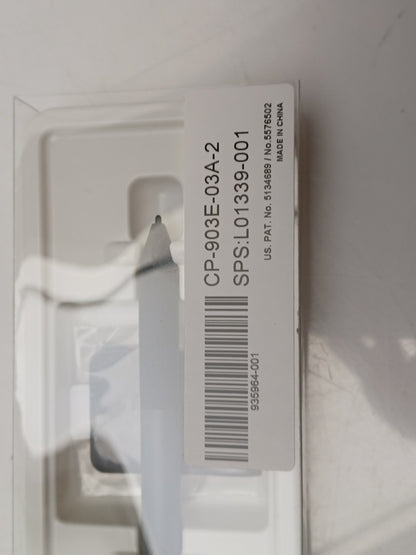 CP-903E-03A-2
SPS:L01339-001
US. PAT. No. 5134689 / No.5576502
MADE IN CHINA
935964-001